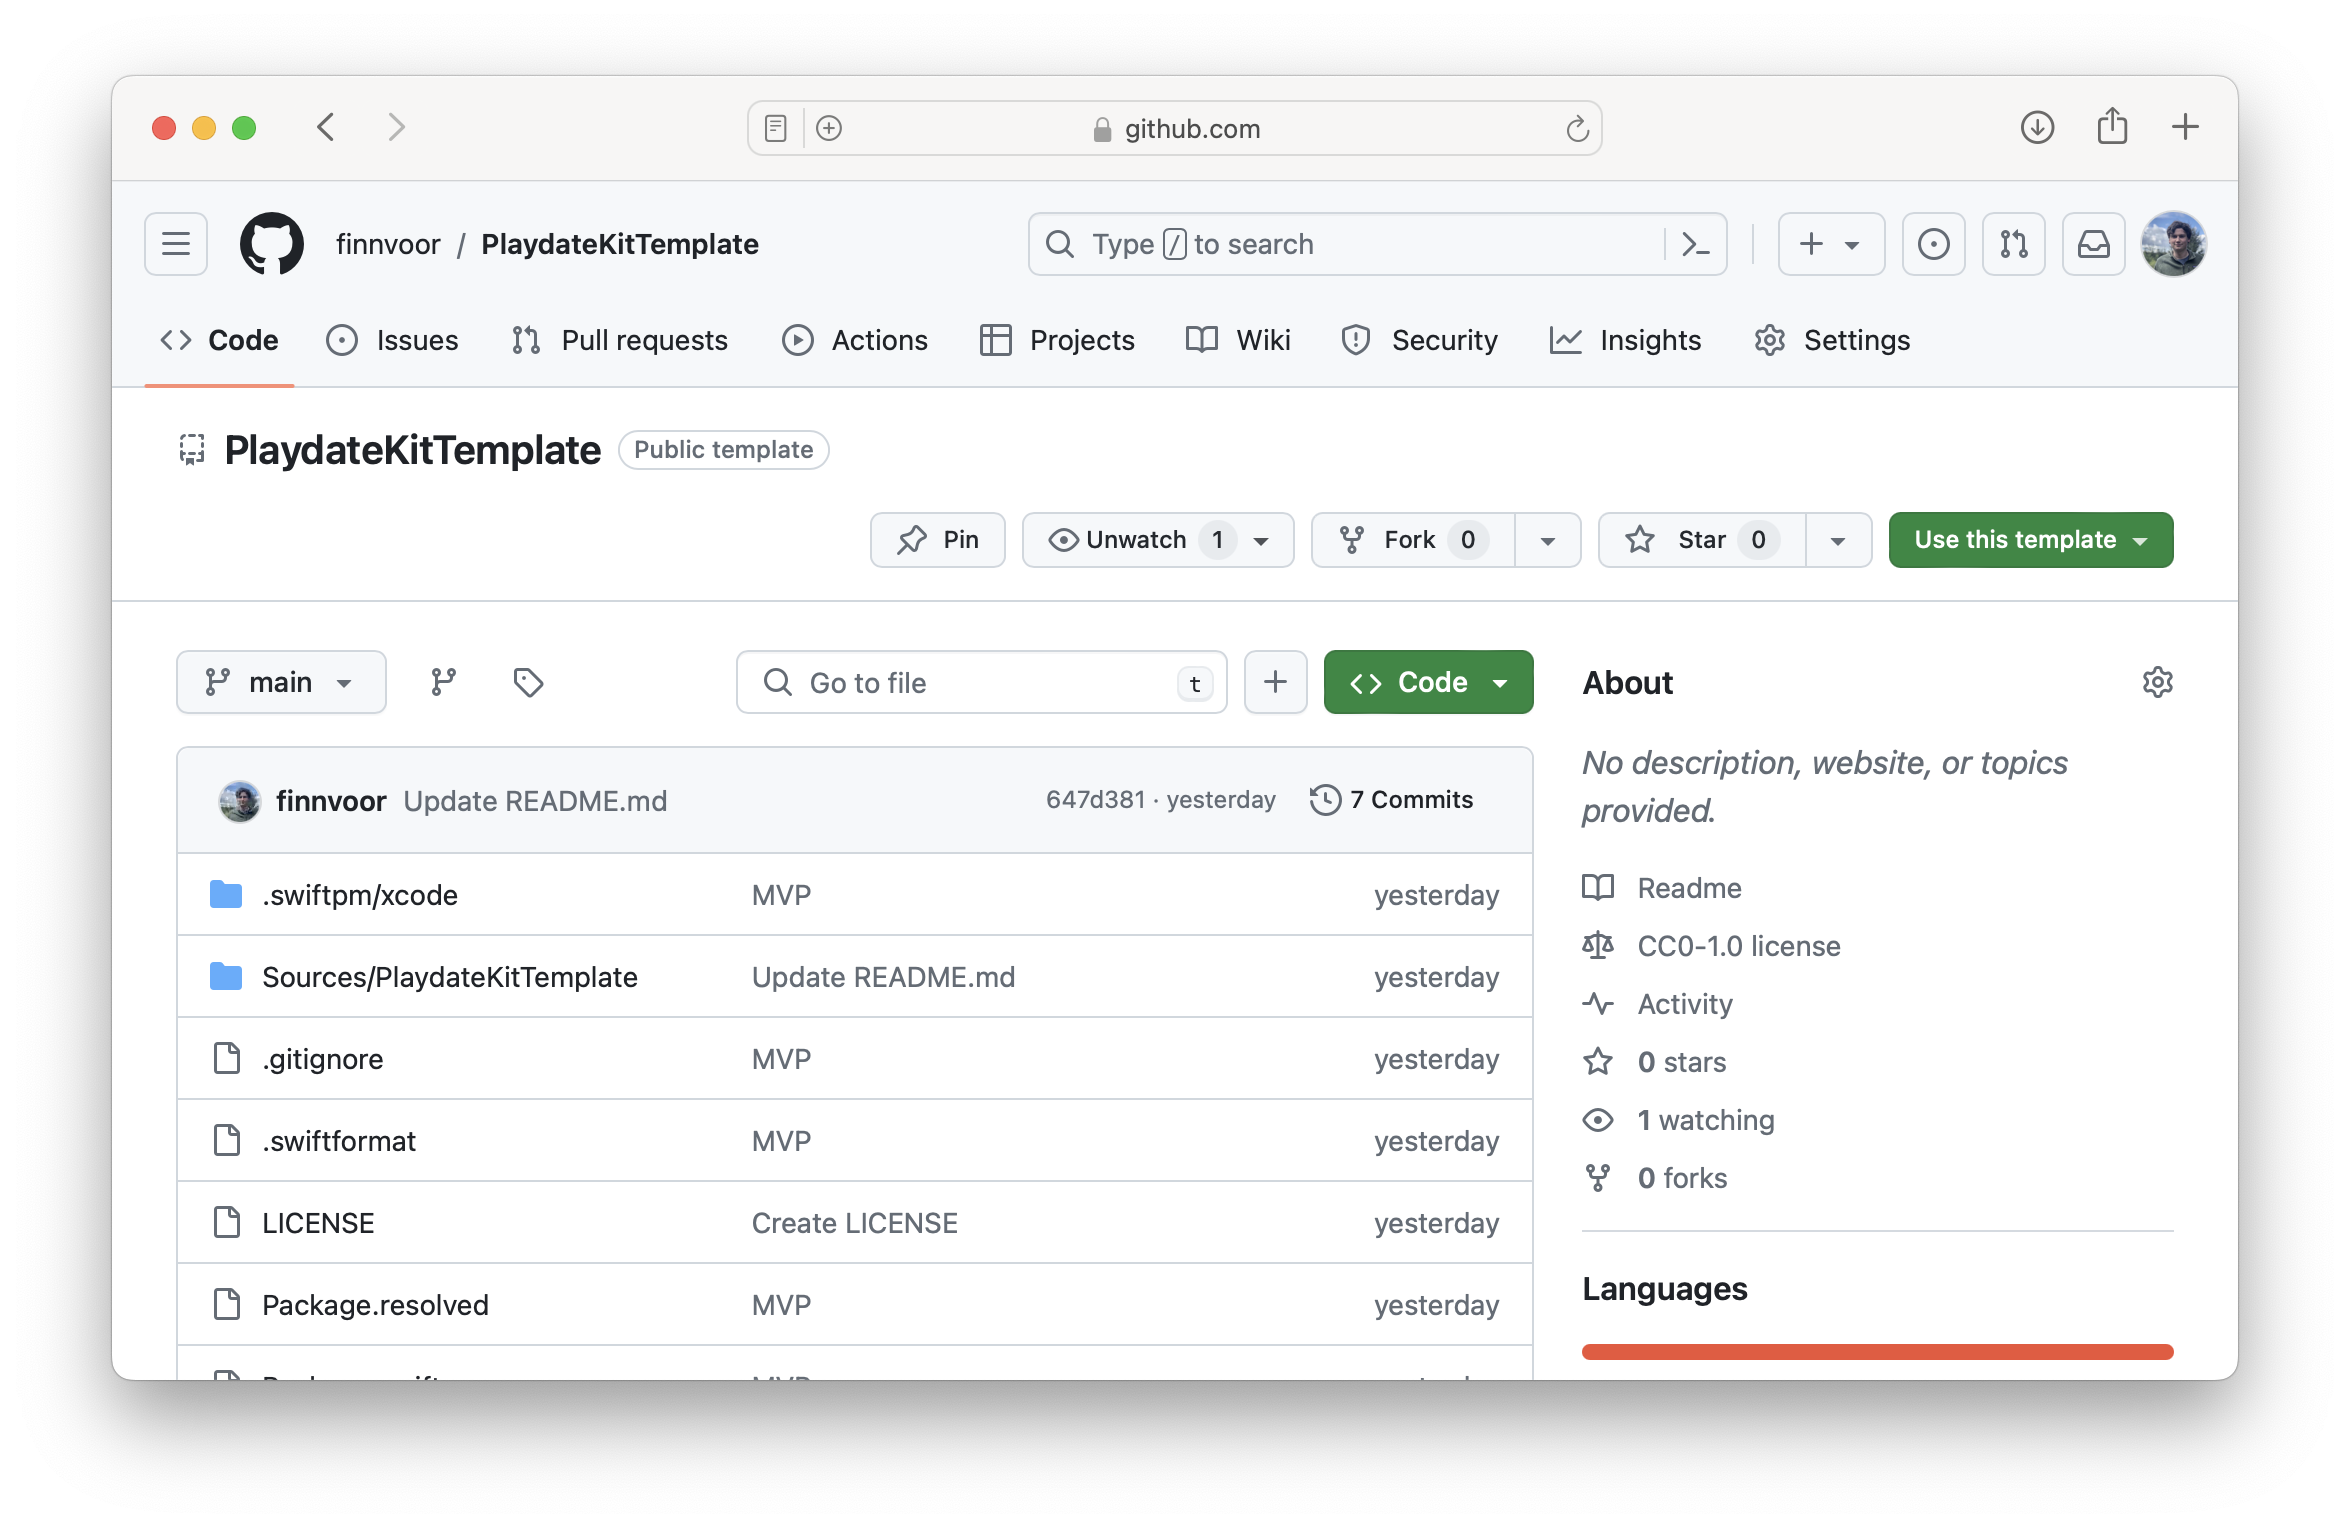 github.com
finnvoor / PlaydateKitTemplate
Type / to search
Code Issues Pull requests Actions Projects Wiki Security Insights Settings
PlaydateKitTemplate Public template
Pin Unwatch 1 Fork 0 Star 0 Use this template
main Go to file t Code
finnvoor Update README.md 647d381 · yesterday 7 Commits
.swiftpm/xcode MVP yesterday
Sources/PlaydateKitTemplate Update README.md yesterday
.gitignore MVP yesterday
.swiftformat MVP yesterday
LICENSE Create LICENSE yesterday
Package.resolved MVP yesterday
About
No description, website, or topics
provided.
Readme
CC0-1.0 license
Activity
0 stars
1 watching
0 forks
Languages